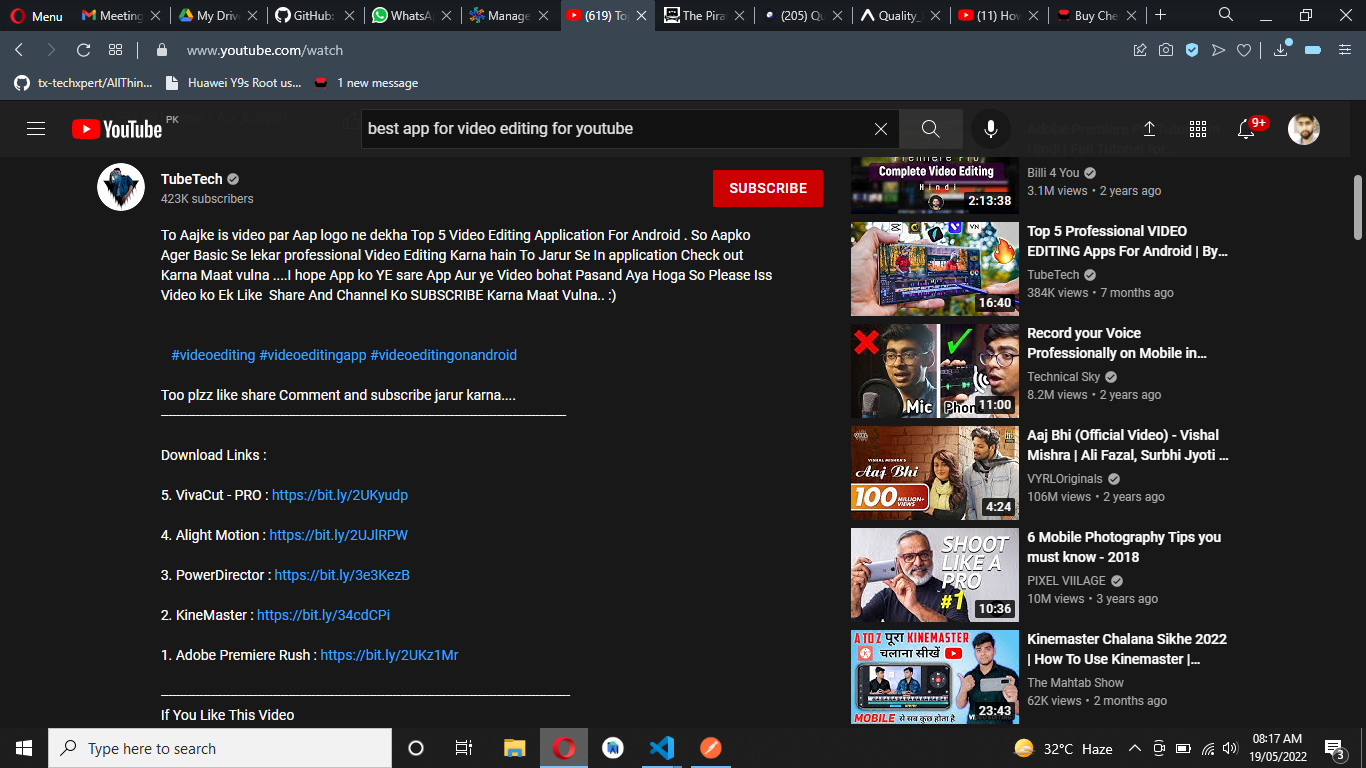 Menu
Meeting
My Driv
GitHub:
WhatsA
Manage
(619) To
The Pira
(205) Qu
Quality_
(11) Hov
Buy Che
www.youtube.com/watch
tx-techxpert/AllThin...
Huawei Y9s Root us...
1 new message
YouTube PK
best app for video editing for youtube
9+
TubeTech
423K subscribers
SUBSCRIBE
To Aajke is video par Aap logo ne dekha Top 5 Video Editing Application For Android . So Aapko
Ager Basic Se lekar professional Video Editing Karna hain To Jarur Se In application Check out
Karna Maat vulna ....I hope App ko YE sare App Aur ye Video bohat Pasand Aya Hoga So Please Iss
Video ko Ek Like  Share And Channel Ko SUBSCRIBE Karna Maat Vulna.. :)
#videoediting #videoeditingapp #videoeditingonandroid
Too plzz like share Comment and subscribe jarur karna....
Download Links :
5. VivaCut - PRO : https://bit.ly/2UKyudp
4. Alight Motion : https://bit.ly/2UJlRPW
3. PowerDirector : https://bit.ly/3e3KezB
2. KineMaster : https://bit.ly/34cdCPi
1. Adobe Premiere Rush : https://bit.ly/2UKz1Mr
If You Like This Video
Premiere Pro
Complete Video Editing
Hindi
2:13:38
Billi 4 You
3.1M views • 2 years ago
VN
16:40
Top 5 Professional VIDEO
EDITING Apps For Android | By...
TubeTech
384K views • 7 months ago
Mic
Phon
11:00
Record your Voice
Professionally on Mobile in...
Technical Sky
8.2M views • 2 years ago
VISHAL MISHRA'S
Aaj Bhi
100 MILLION+
VIEWS
4:24
Aaj Bhi (Official Video) - Vishal
Mishra | Ali Fazal, Surbhi Jyoti ...
VYRLOriginals
106M views • 2 years ago
SHOOT
LIKE A
PRO
#1
10:36
6 Mobile Photography Tips you
must know - 2018
PIXEL VIILAGE
10M views • 3 years ago
A TO Z पूरा KINEMASTER
चलाना सीखें
MOBILE से सब कुछ होता है
23:43
Kinemaster Chalana Sikhe 2022
| How To Use Kinemaster |...
The Mahtab Show
62K views • 2 months ago
Type here to search
32°C Haze
08:17 AM
19/05/2022
3